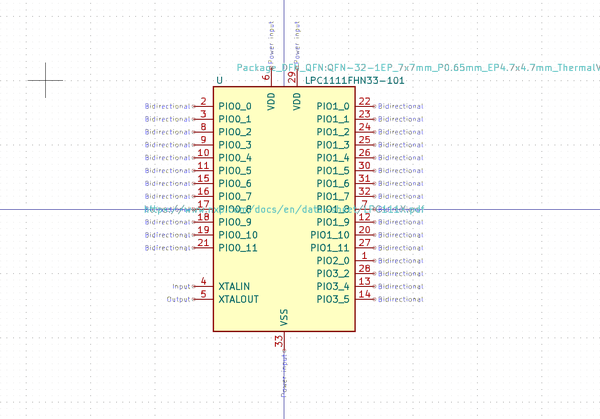 Power input
Power input
Package_DFN_QFN:QFN-32-1EP_7x7mm_P0.65mm_EP4.7x4.7mm_ThermalV
U LPC1111FHN33-101
6 29
VDD VDD
Bidirectional 2 PIO0_0 PIO1_0 22 Bidirectional
Bidirectional 3 PIO0_1 PIO1_1 23 Bidirectional
Bidirectional 8 PIO0_2 PIO1_2 24 Bidirectional
Bidirectional 9 PIO0_3 PIO1_3 25 Bidirectional
Bidirectional 10 PIO0_4 PIO1_4 26 Bidirectional
Bidirectional 11 PIO0_5 PIO1_5 30 Bidirectional
Bidirectional 15 PIO0_6 PIO1_6 31 Bidirectional
Bidirectional 16 PIO0_7 PIO1_7 32 Bidirectional
17 7
Bidirectional 18 PIO0_9 PIO1_9 12 Bidirectional
Bidirectional 19 PIO0_10 PIO1_10 20 Bidirectional
Bidirectional 21 PIO0_11 PIO1_11 27 Bidirectional
PIO2_0 1 Bidirectional
PIO3_2 28 Bidirectional
Input 4 XTALIN PIO3_4 13 Bidirectional
Output 5 XTALOUT PIO3_5 14 Bidirectional
VSS
33
Power input